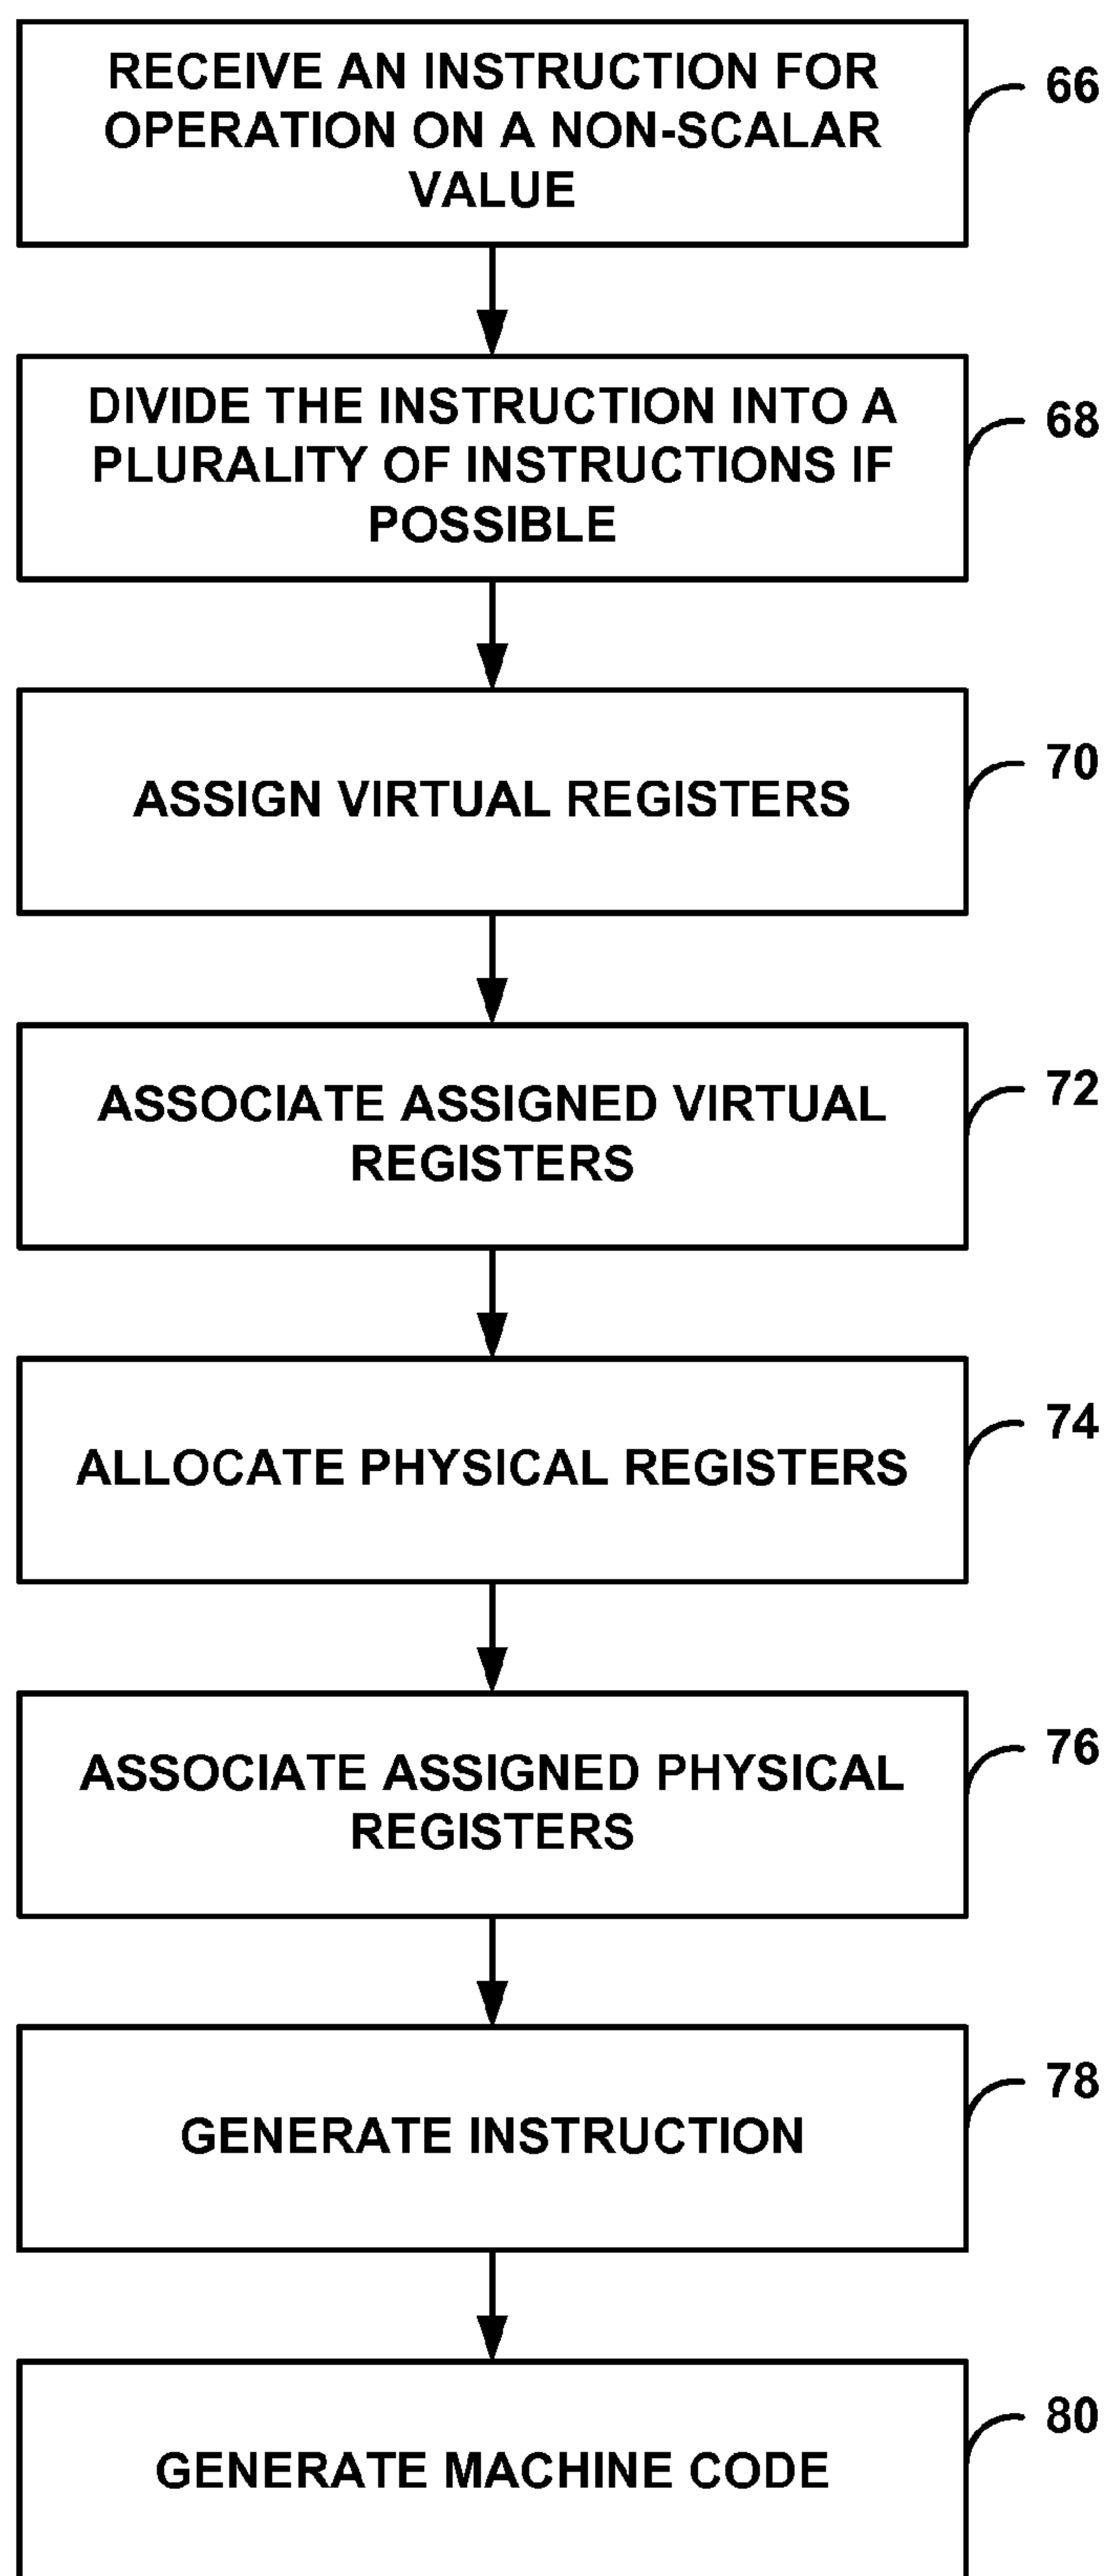 RECEIVE AN INSTRUCTION FOR
OPERATION ON A NON-SCALAR
VALUE
66
DIVIDE THE INSTRUCTION INTO A
PLURALITY OF INSTRUCTIONS IF
POSSIBLE
68
ASSIGN VIRTUAL REGISTERS
70
ASSOCIATE ASSIGNED VIRTUAL
REGISTERS
72
ALLOCATE PHYSICAL REGISTERS
74
ASSOCIATE ASSIGNED PHYSICAL
REGISTERS
76
GENERATE INSTRUCTION
78
GENERATE MACHINE CODE
80